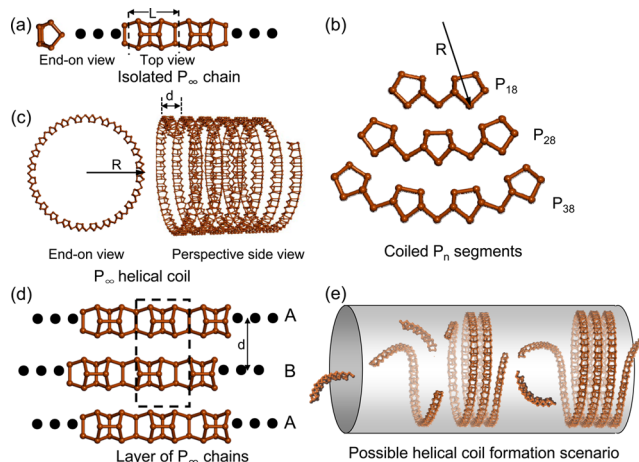 (a)
L
End-on view
Top view
Isolated P∞ chain
(b)
R
P18
P28
P38
Coiled Pn segments
(c)
d
R
End-on view
Perspective side view
P∞ helical coil
(d)
A
d
B
A
Layer of P∞ chains
(e)
Possible helical coil formation scenario